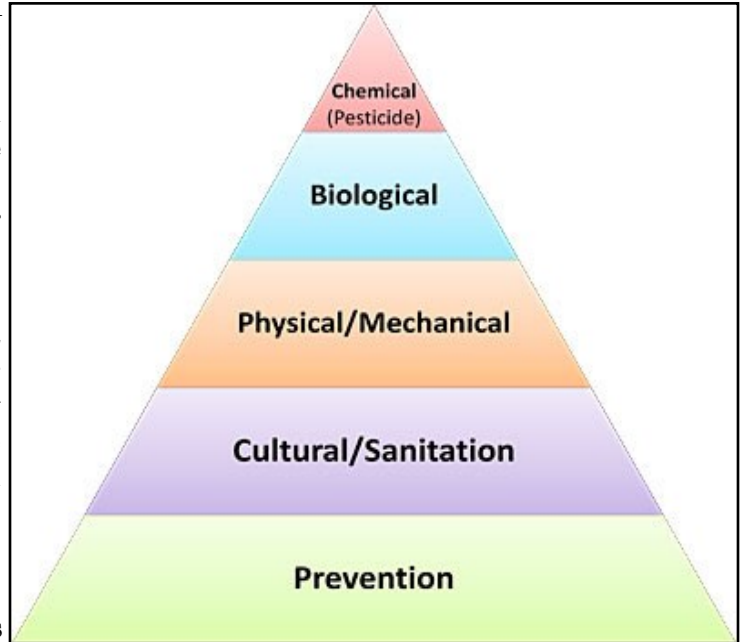 Chemical
(Pesticide)
Biological
Physical/Mechanical
Cultural/Sanitation
Prevention